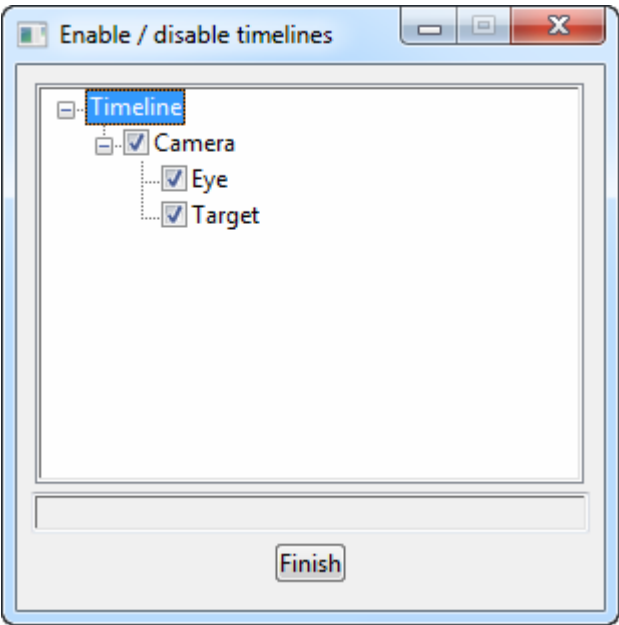 Enable / disable timelines
Timeline
Camera
Eye
Target
Finish